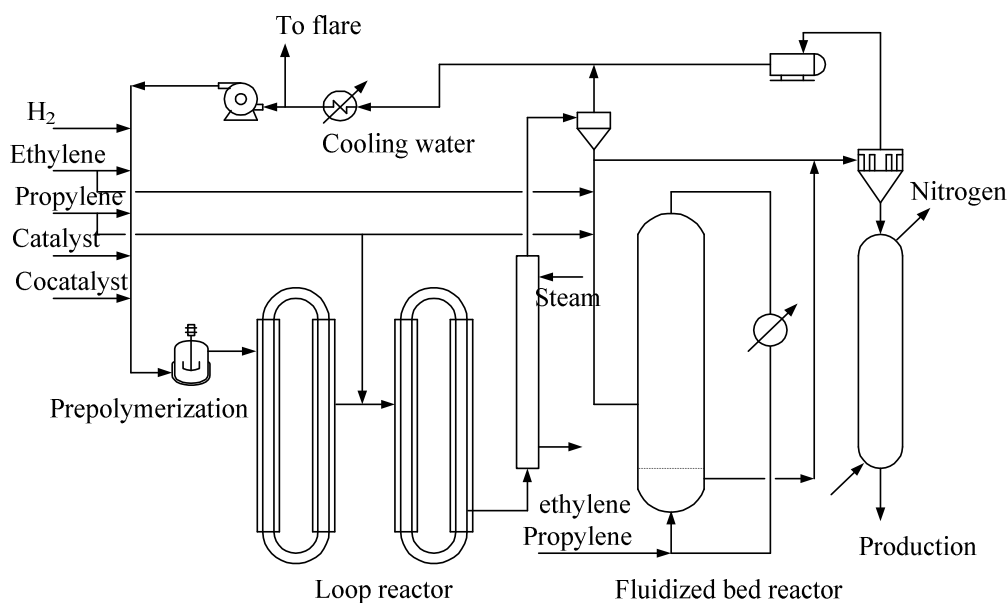 To flare
H2
Cooling water
Ethylene
Propylene
Nitrogen
Catalyst
Cocatalyst
Steam
Prepolymerization
ethylene
Propylene
Production
Loop reactor
Fluidized bed reactor